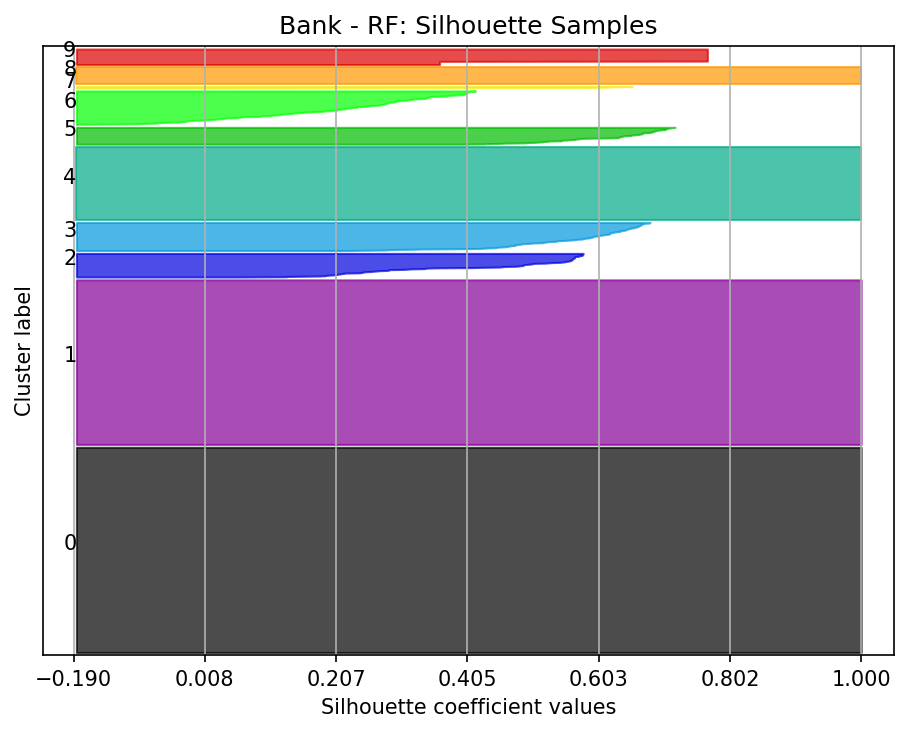 Bank - RF: Silhouette Samples
9
8
7
6
5
4
3
2
1
0
Cluster label
−0.190 0.008 0.207 0.405 0.603 0.802 1.000
Silhouette coefficient values